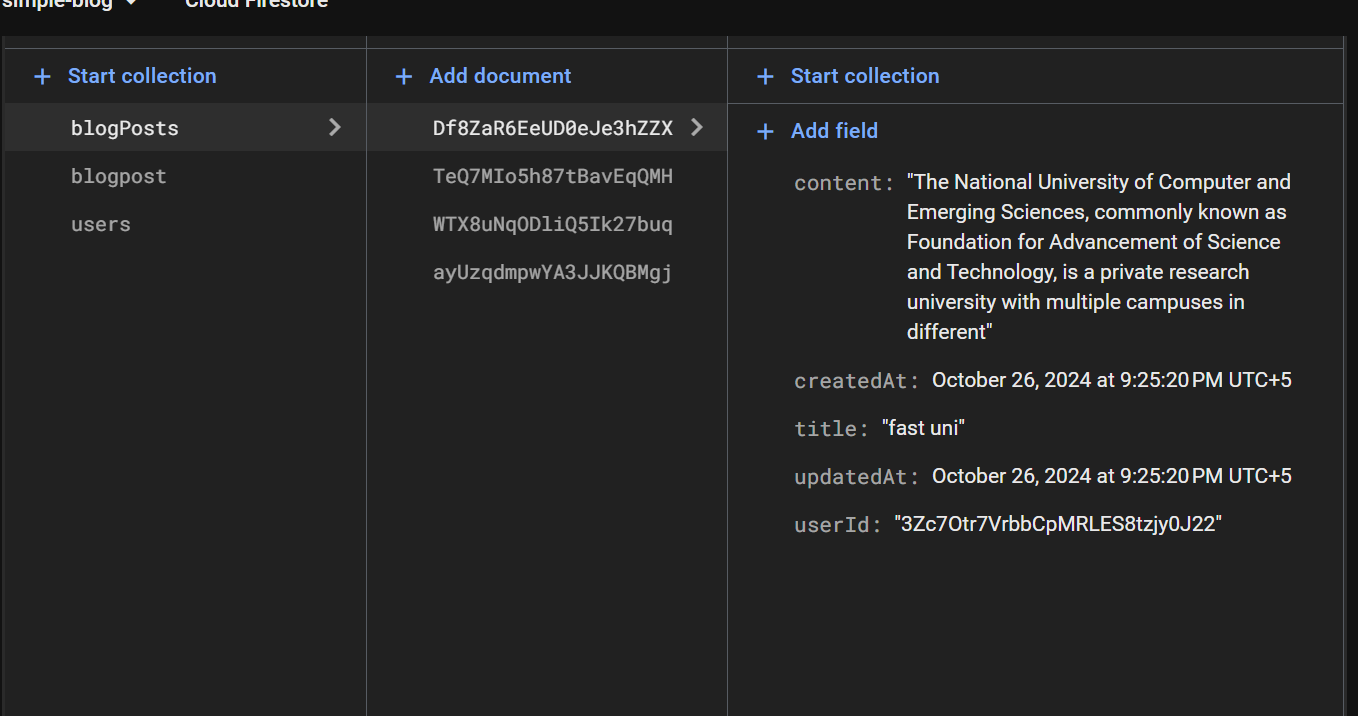 simple-blog
Cloud Firestore
+ Start collection
blogPosts
blogpost
users
+ Add document
Df8ZaR6EeUD0eJe3hZZX
TeQ7MIo5h87tBavEqQMH
WTX8uNqODliQ5Ik27buq
ayUzqdmpwYA3JJKQBMgj
+ Start collection
+ Add field
content: "The National University of Computer and
Emerging Sciences, commonly known as
Foundation for Advancement of Science
and Technology, is a private research
university with multiple campuses in
different"
createdAt: October 26, 2024 at 9:25:20 PM UTC+5
title: "fast uni"
updatedAt: October 26, 2024 at 9:25:20 PM UTC+5
userId: "3Zc7Otr7VrbbCpMRLES8tzjy0J22"